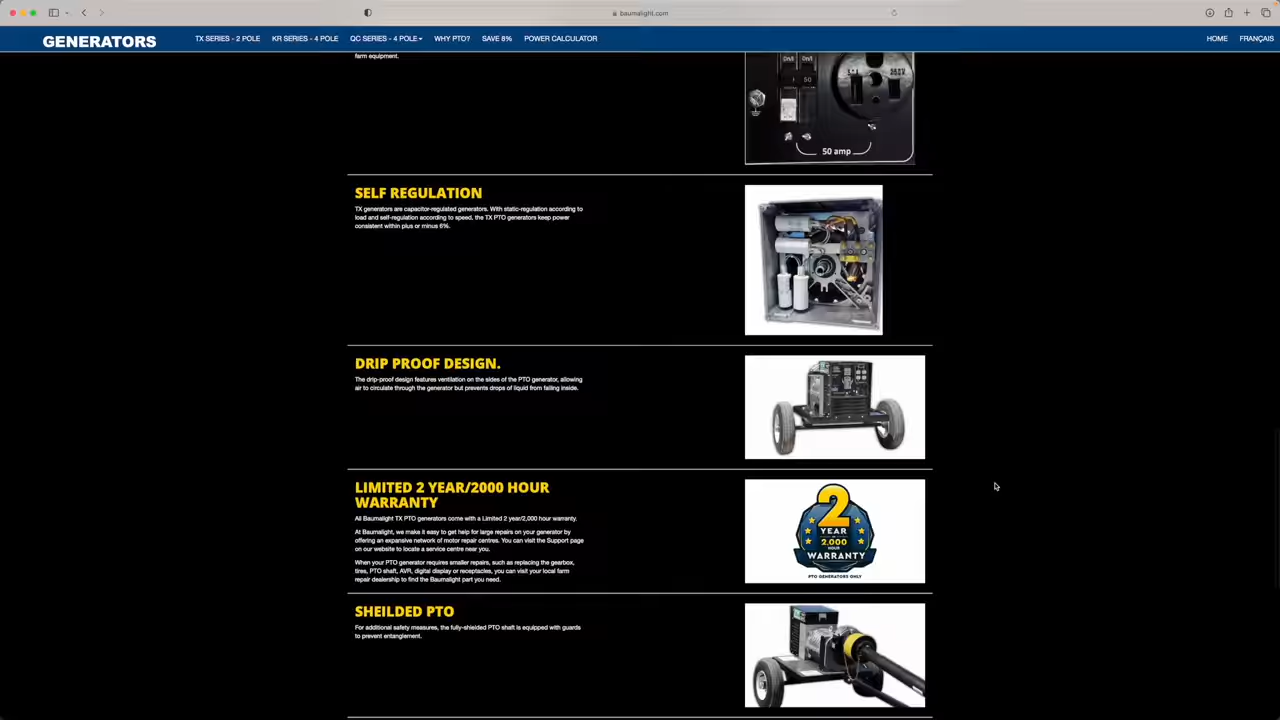 baumalight.com
GENERATORS
TX SERIES - 2 POLE
KR SERIES - 4 POLE
QC SERIES - 4 POLE
WHY PTO?
SAVE 8%
POWER CALCULATOR
HOME
FRANÇAIS
farm equipment.
50
50 amp
SELF REGULATION
TX generators are capacitor-regulated generators. With static-regulation according to
load and self-regulation according to speed, the TX PTO generators keep power
consistent within plus or minus 6%.
DRIP PROOF DESIGN.
The drip-proof design features ventilation on the sides of the PTO generator, allowing
air to circulate through the generator but prevents drops of liquid from falling inside.
LIMITED 2 YEAR/2000 HOUR
WARRANTY
All Baumalight TX PTO generators come with a Limited 2 year/2,000 hour warranty.
At Baumalight, we make it easy to get help for large repairs on your generator by
offering an expansive network of motor repair centres. You can visit the Support page
on our website to locate a service centre near you.
When your PTO generator requires smaller repairs, such as replacing the gearbox,
tires, PTO shaft, AVR, digital display or receptacles, you can visit your local farm
repair dealership to find the Baumalight part you need.
2
YEAR
2,000
HOUR
WARRANTY
PTO GENERATORS ONLY
SHEILDED PTO
For additional safety measures, the fully-shielded PTO shaft is equipped with guards
to prevent entanglement.